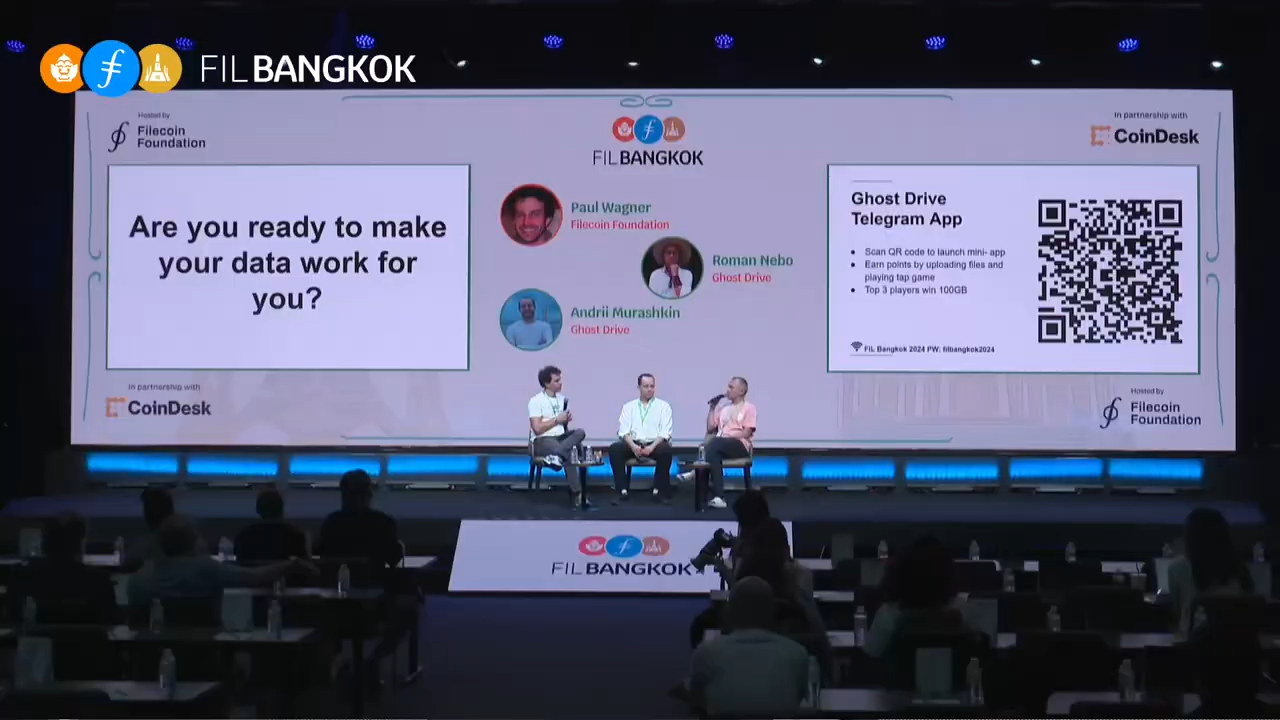 FIL BANGKOK
Hosted by
Filecoin
Foundation
FIL BANGKOK
In partnership with
CoinDesk
Are you ready to make
your data work for
you?
Paul Wagner
Filecoin Foundation
Roman Nebo
Ghost Drive
Andrii Murashkin
Ghost Drive
Ghost Drive
Telegram App
• Scan QR code to launch mini- app
• Earn points by uploading files and
playing tap game
• Top 3 players win 100GB
FIL Bangkok 2024 PW: filbangkok2024
In partnership with
CoinDesk
Hosted by
Filecoin
Foundation
FIL BANGKOK